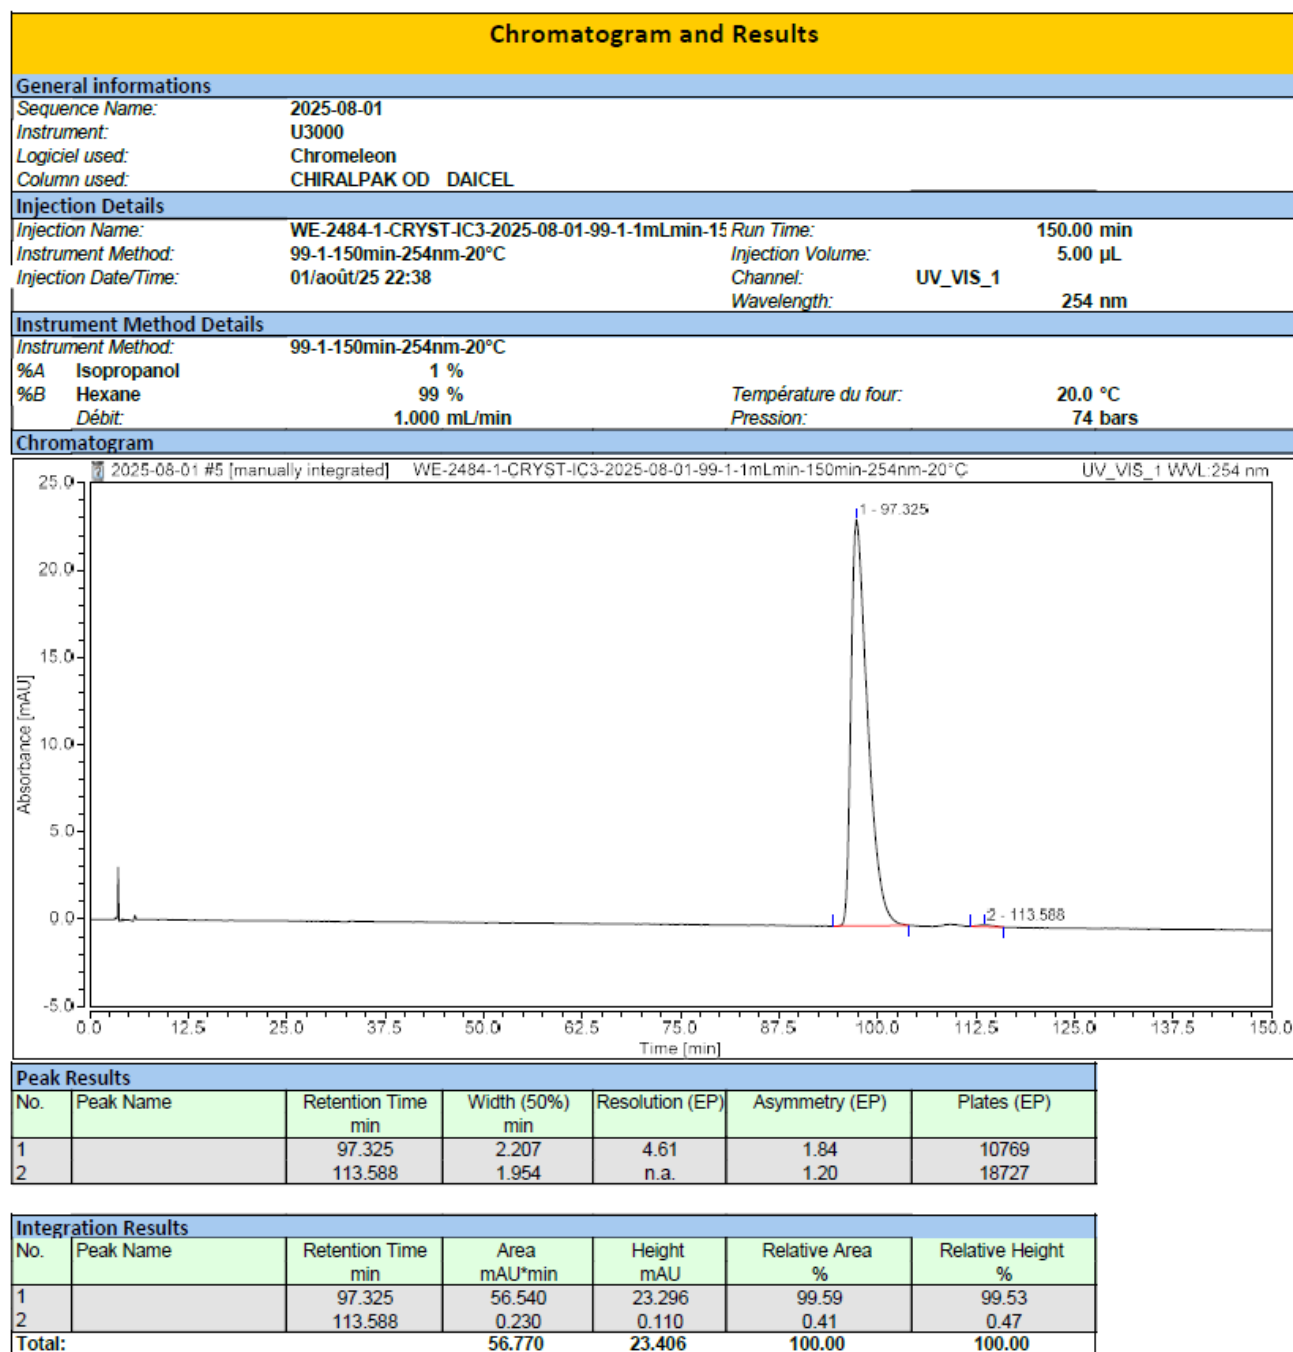 Chromatogram and Results
General informations
Sequence Name: 2025-08-01
Instrument: U3000
Logiciel used: Chromeleon
Column used: CHIRALPAK OD DAICEL
Injection Details
Injection Name: WE-2484-1-CRYST-IC3-2025-08-01-99-1-1mLmin-15 Run Time: 150.00 min
Instrument Method: 99-1-150min-254nm-20°C Injection Volume: 5.00 µL
Injection Date/Time: 01/août/25 22:38 Channel: UV_VIS_1
Wavelength: 254 nm
Instrument Method Details
Instrument Method: 99-1-150min-254nm-20°C
%A Isopropanol 1 %
%B Hexane 99 % Température du four: 20.0 °C
Débit: 1.000 mL/min Pression: 74 bars
Chromatogram
2025-08-01 #5 [manually integrated] WE-2484-1-CRYST-IC3-2025-08-01-99-1-1mLmin-150min-254nm-20°C UV_VIS_1 WVL:254 nm
25.0
20.0
15.0
10.0
5.0
0.0
-5.0
Absorbance [mAU]
1 - 97.325
2 - 113.588
0.0 12.5 25.0 37.5 50.0 62.5 75.0 87.5 100.0 112.5 125.0 137.5 150.0
Time [min]
Peak Results
No. Peak Name Retention Time Width (50%) Resolution (EP) Asymmetry (EP) Plates (EP)
min min
1 97.325 2.207 4.61 1.84 10769
2 113.588 1.954 n.a. 1.20 18727
Integration Results
No. Peak Name Retention Time Area Height Relative Area Relative Height
min mAU*min mAU % %
1 97.325 56.540 23.296 99.59 99.53
2 113.588 0.230 0.110 0.41 0.47
Total: 56.770 23.406 100.00 100.00